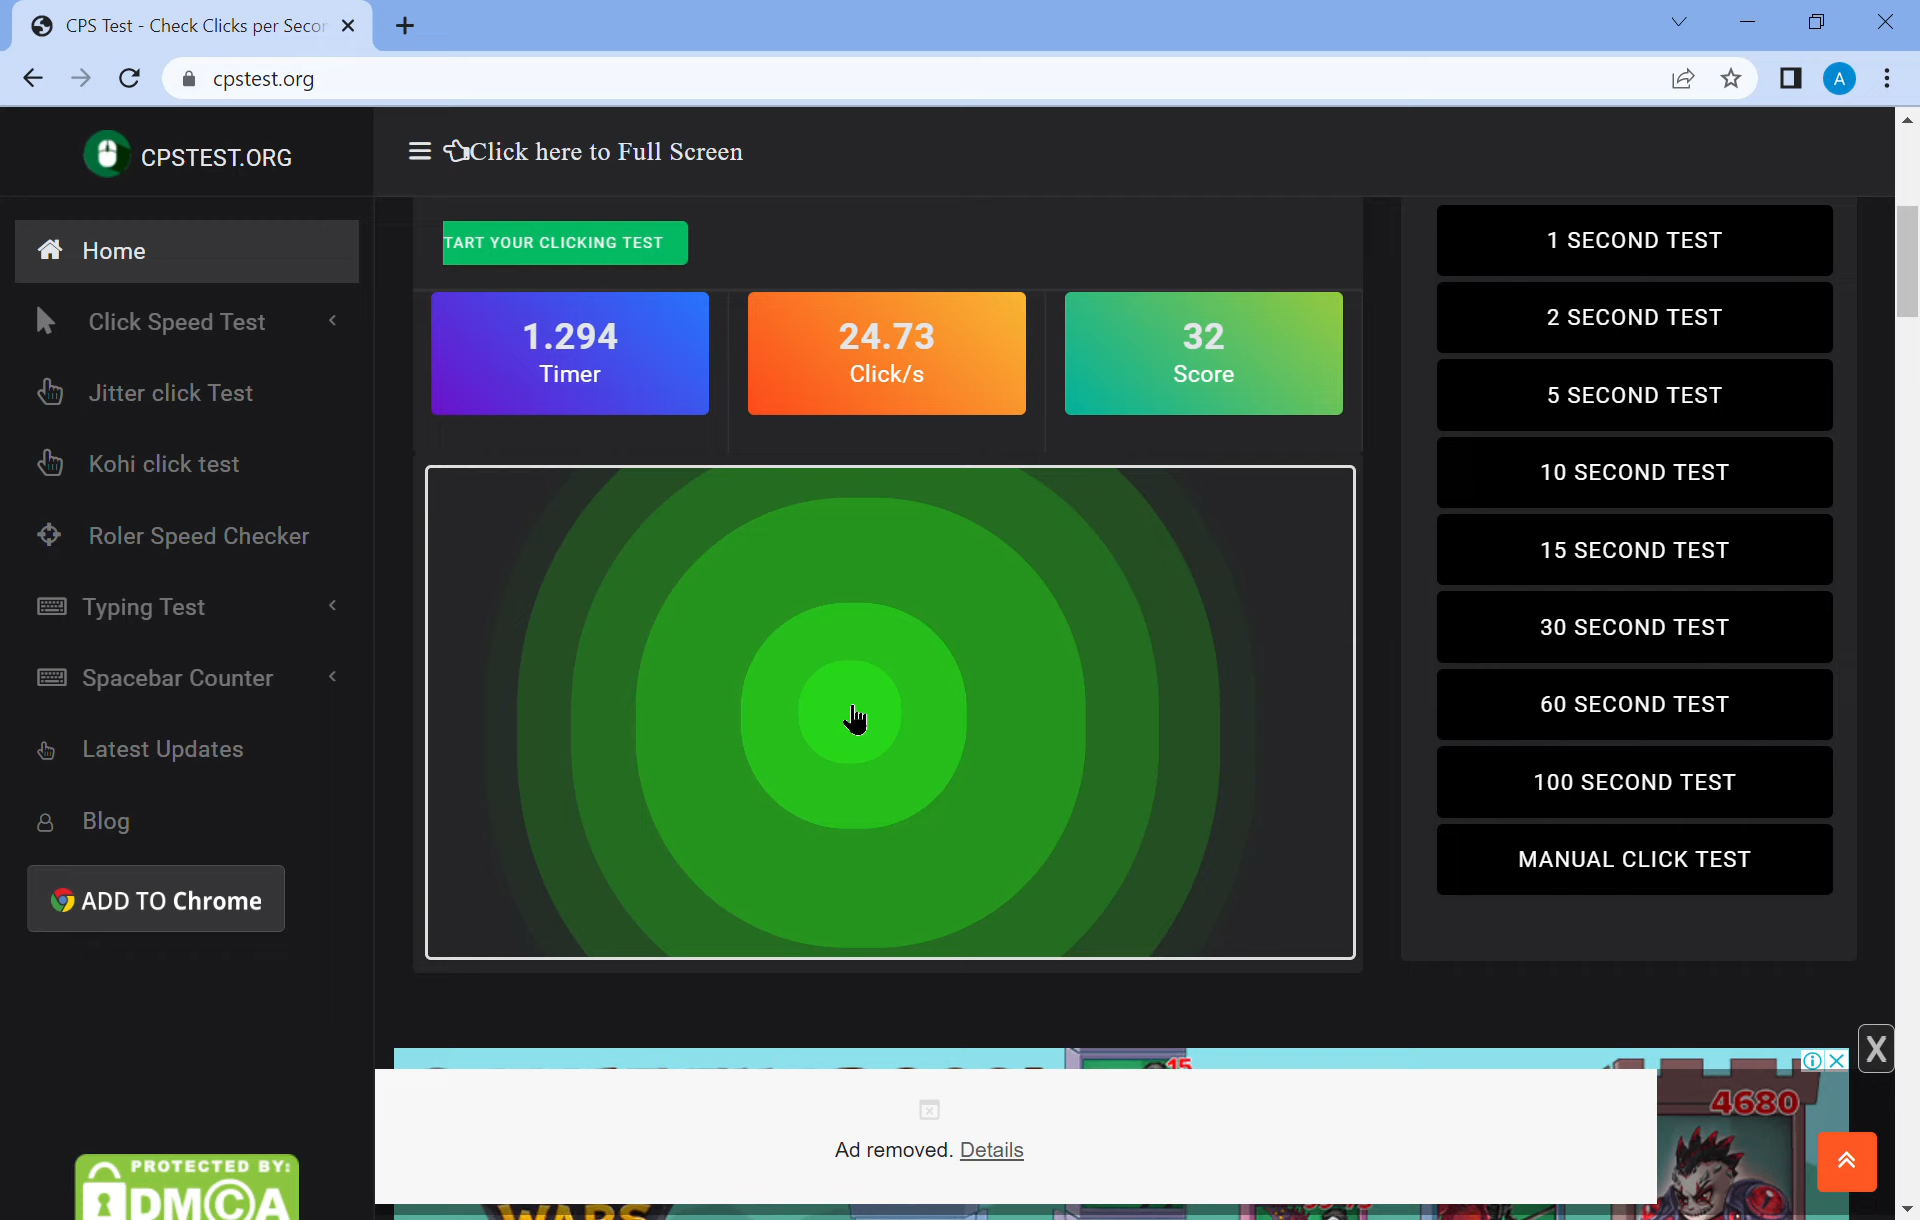 CPS Test - Check Clicks per Secor
cpstest.org
A
CPSTEST.ORG
Click here to Full Screen
Home
Click Speed Test
Jitter click Test
Kohi click test
Roler Speed Checker
Typing Test
Spacebar Counter
Latest Updates
Blog
ADD TO Chrome
PROTECTED BY:
DMCA
TART YOUR CLICKING TEST
1.294
Timer
24.73
Click/s
32
Score
1 SECOND TEST
2 SECOND TEST
5 SECOND TEST
10 SECOND TEST
15 SECOND TEST
30 SECOND TEST
60 SECOND TEST
100 SECOND TEST
MANUAL CLICK TEST
X
15
4680
Ad removed. Details
WARS